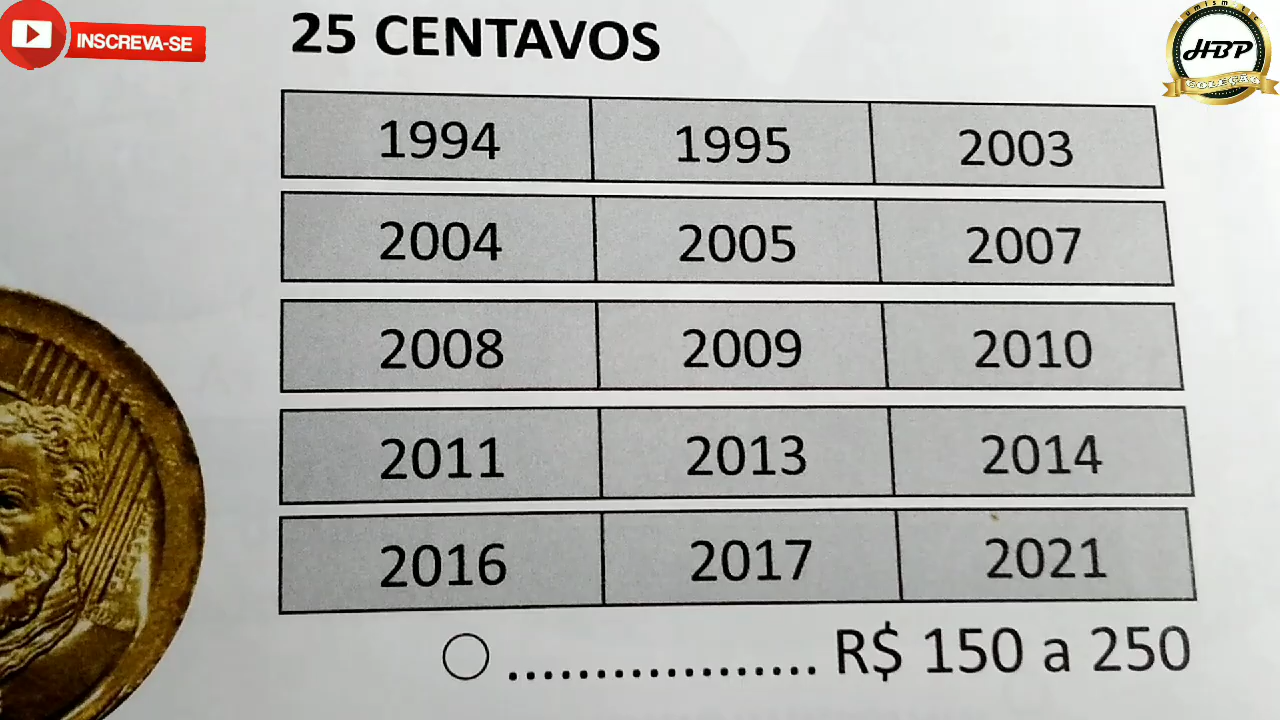 INSCREVA-SE
25 CENTAVOS
HBP
1994 1995 2003
2004 2005 2007
2008 2009 2010
2011 2013 2014
2016 2017 2021
○.................. R$ 150 a 250